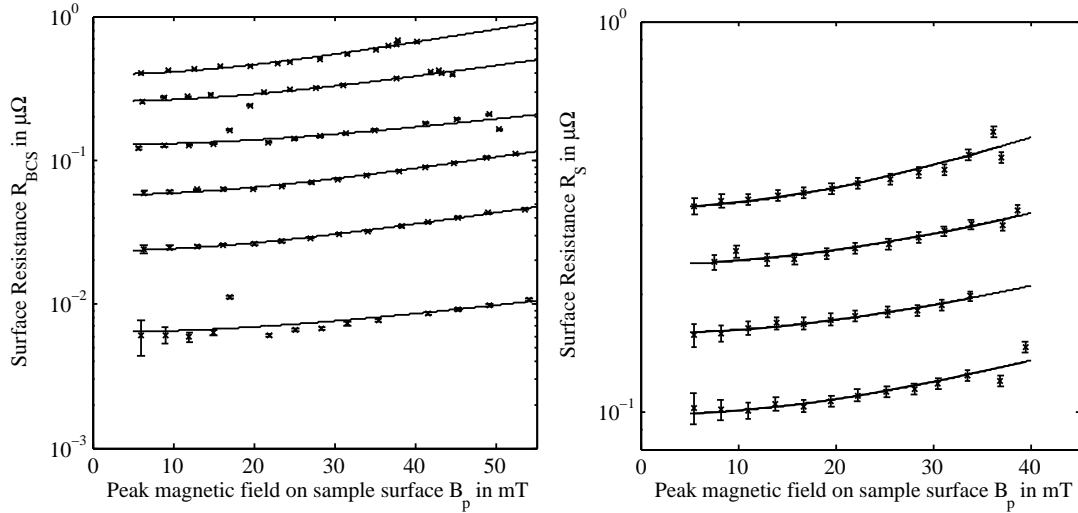 Surface Resistance R_BCS in μΩ
10^0
10^-1
10^-2
10^-3
0 10 20 30 40 50
Peak magnetic field on sample surface B_p in mT
Surface Resistance R_S in μΩ
10^0
10^-1
0 10 20 30 40
Peak magnetic field on sample surface B_p in mT